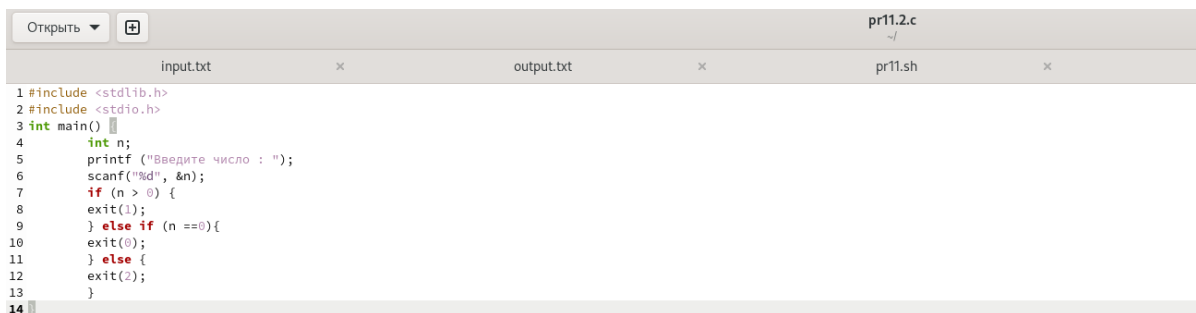 Открыть
pr11.2.c
~/
input.txt × output.txt × pr11.sh ×
1 #include <stdlib.h>
2 #include <stdio.h>
3 int main() {
4 int n;
5 printf ("Введите число : ");
6 scanf("%d", &n);
7 if (n > 0) {
8 exit(1);
9 } else if (n ==0){
10 exit(0);
11 } else {
12 exit(2);
13 }
14 }